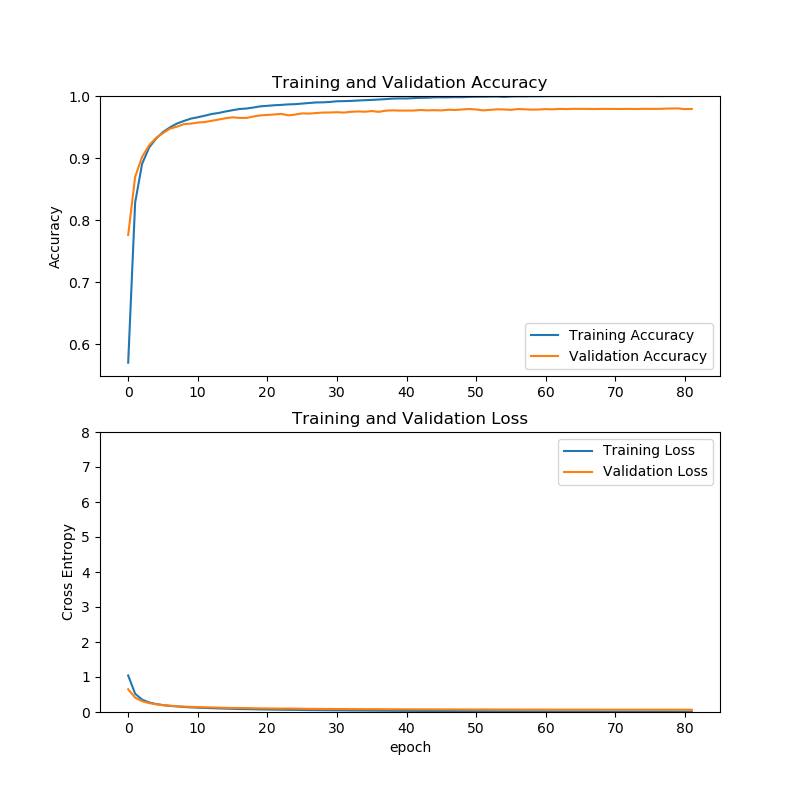 Training and Validation Accuracy
1.0
0.9
0.8
0.7
0.6
Accuracy
Training Accuracy
Validation Accuracy
0 10 20 30 40 50 60 70 80
Training and Validation Loss
8
7
6
5
4
3
2
1
0
Cross Entropy
Training Loss
Validation Loss
0 10 20 30 40 50 60 70 80
epoch